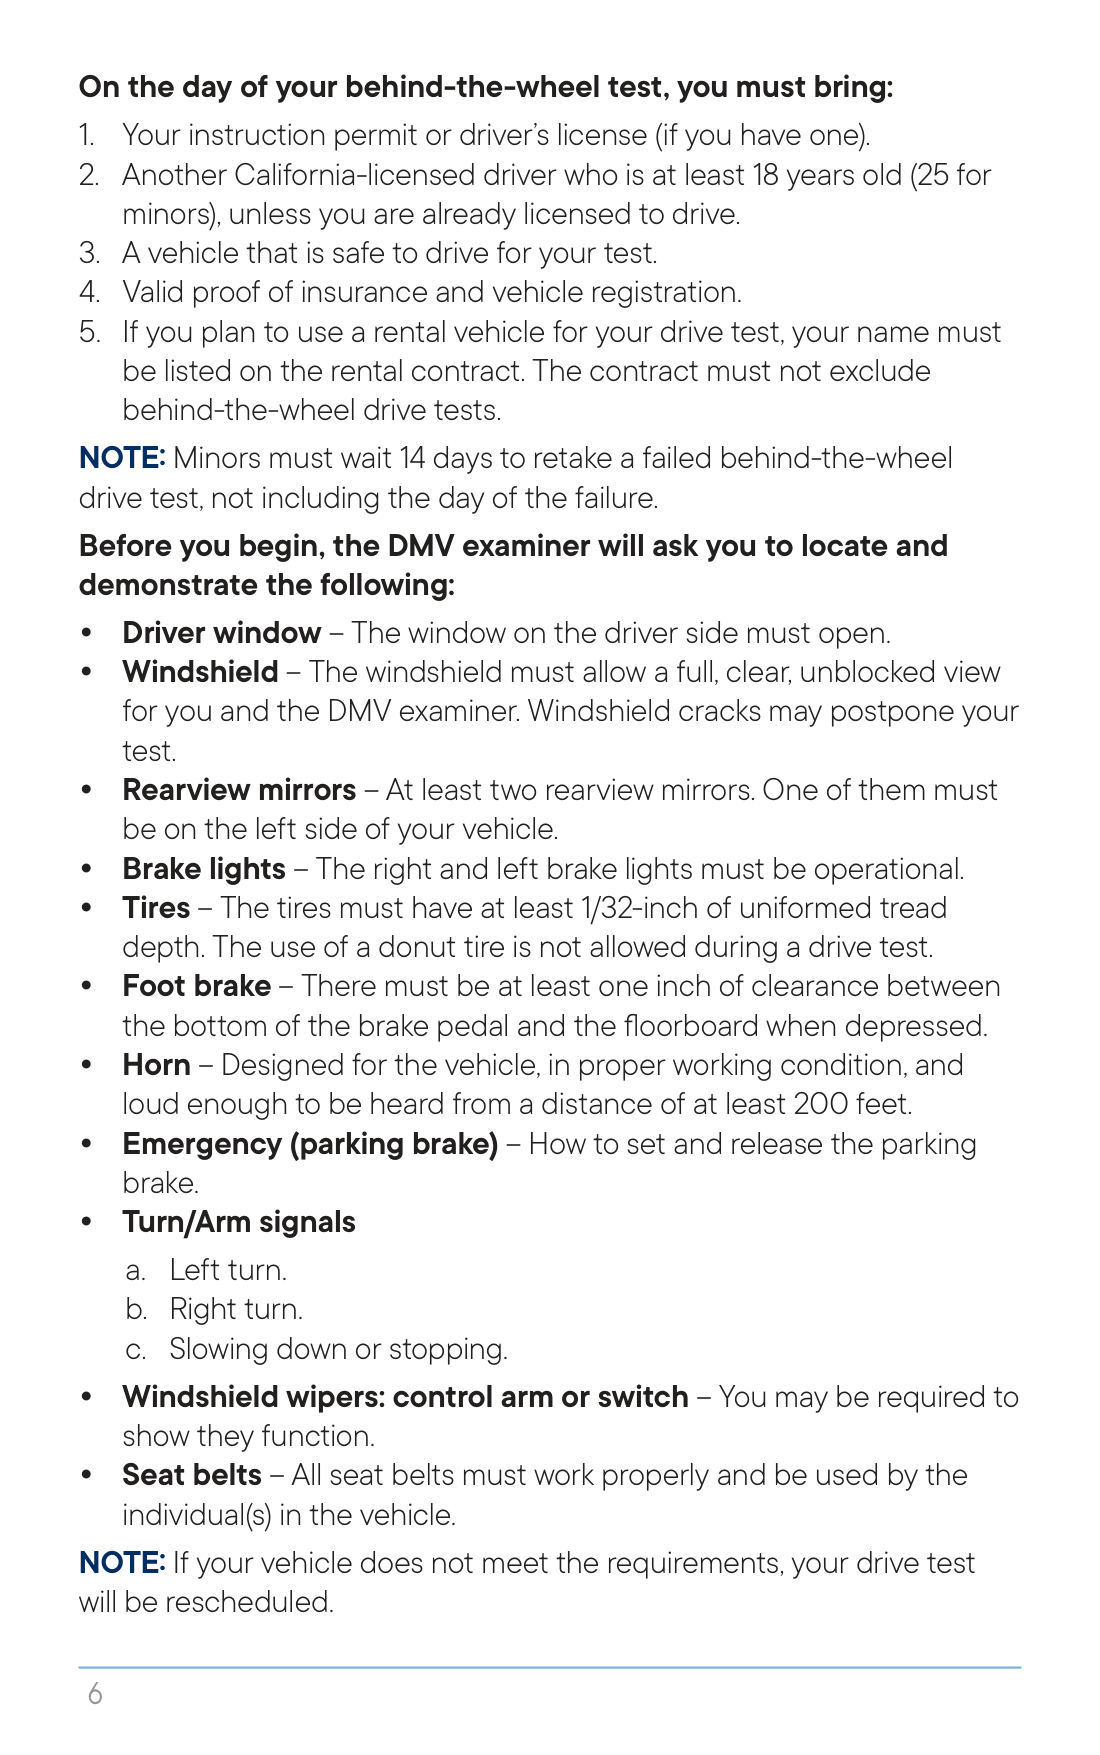 On the day of your behind-the-wheel test, you must bring:
1. Your instruction permit or driver’s license (if you have one).
2. Another California-licensed driver who is at least 18 years old (25 for
minors), unless you are already licensed to drive.
3. A vehicle that is safe to drive for your test.
4. Valid proof of insurance and vehicle registration.
5. If you plan to use a rental vehicle for your drive test, your name must
be listed on the rental contract. The contract must not exclude
behind-the-wheel drive tests.
NOTE: Minors must wait 14 days to retake a failed behind-the-wheel
drive test, not including the day of the failure.
Before you begin, the DMV examiner will ask you to locate and
demonstrate the following:
• Driver window – The window on the driver side must open.
• Windshield – The windshield must allow a full, clear, unblocked view
for you and the DMV examiner. Windshield cracks may postpone your
test.
• Rearview mirrors – At least two rearview mirrors. One of them must
be on the left side of your vehicle.
• Brake lights – The right and left brake lights must be operational.
• Tires – The tires must have at least 1/32-inch of uniformed tread
depth. The use of a donut tire is not allowed during a drive test.
• Foot brake – There must be at least one inch of clearance between
the bottom of the brake pedal and the floorboard when depressed.
• Horn – Designed for the vehicle, in proper working condition, and
loud enough to be heard from a distance of at least 200 feet.
• Emergency (parking brake) – How to set and release the parking
brake.
• Turn/Arm signals
a. Left turn.
b. Right turn.
c. Slowing down or stopping.
• Windshield wipers: control arm or switch – You may be required to
show they function.
• Seat belts – All seat belts must work properly and be used by the
individual(s) in the vehicle.
NOTE: If your vehicle does not meet the requirements, your drive test
will be rescheduled.
6